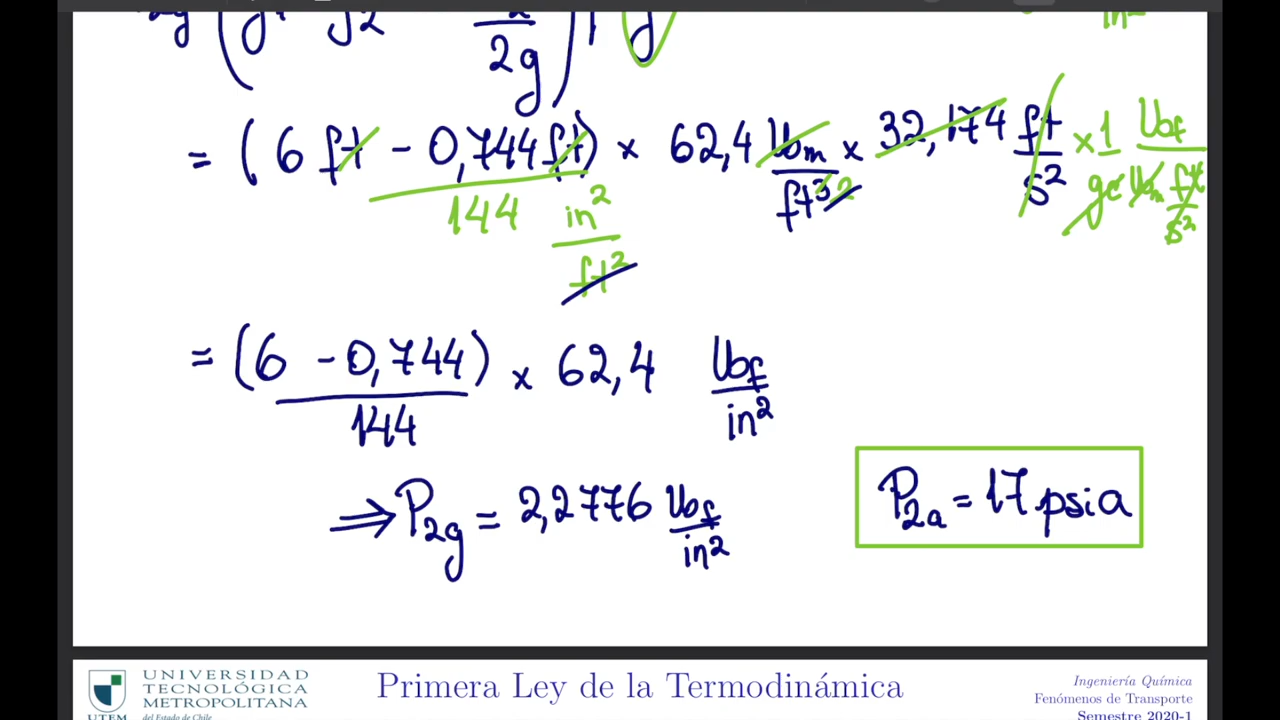 2g
= (6 ft - 0,744 ft) × 62,4 lbm/ft³ 2 × 32,174 ft/s² × 1/gc lbf/lbm ft/s²
144 in²/ft²
= (6 - 0,744)/144 × 62,4 lbf/in²
⇒ P2g = 2,2776 lbf/in²
P2a = 17 psia
UNIVERSIDAD
TECNOLÓGICA
METROPOLITANA
del Estado de Chile
UTEM
Primera Ley de la Termodinámica
Ingeniería Química
Fenómenos de Transporte
Semestre 2020-1